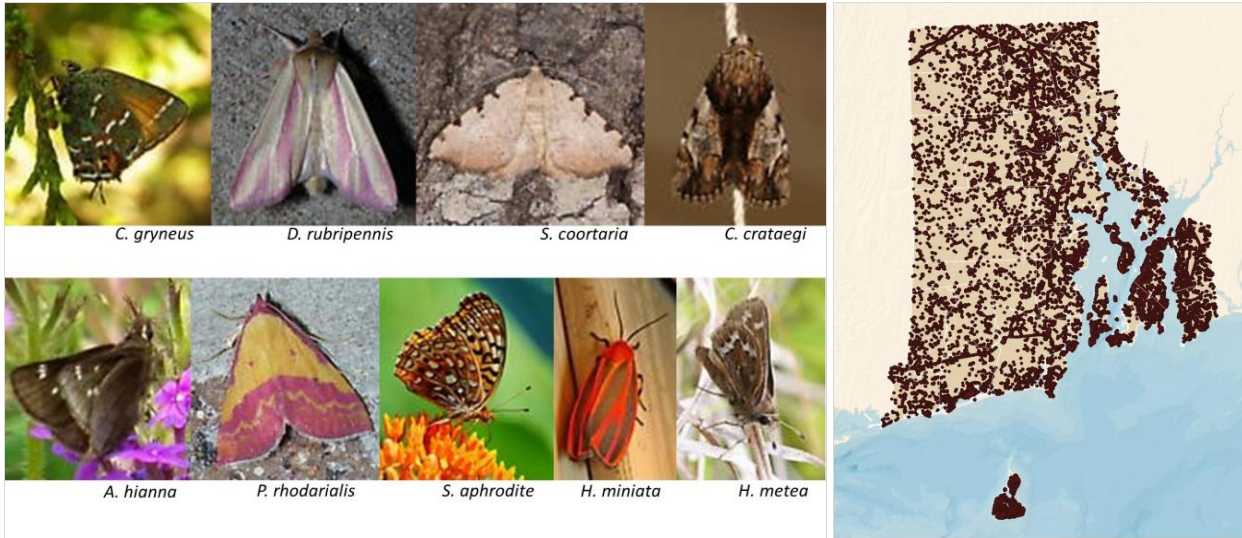 C. gryneus
D. rubripennis
S. coortaria
C. crataegi
A. hianna
P. rhodarialis
S. aphrodite
H. miniata
H. metea